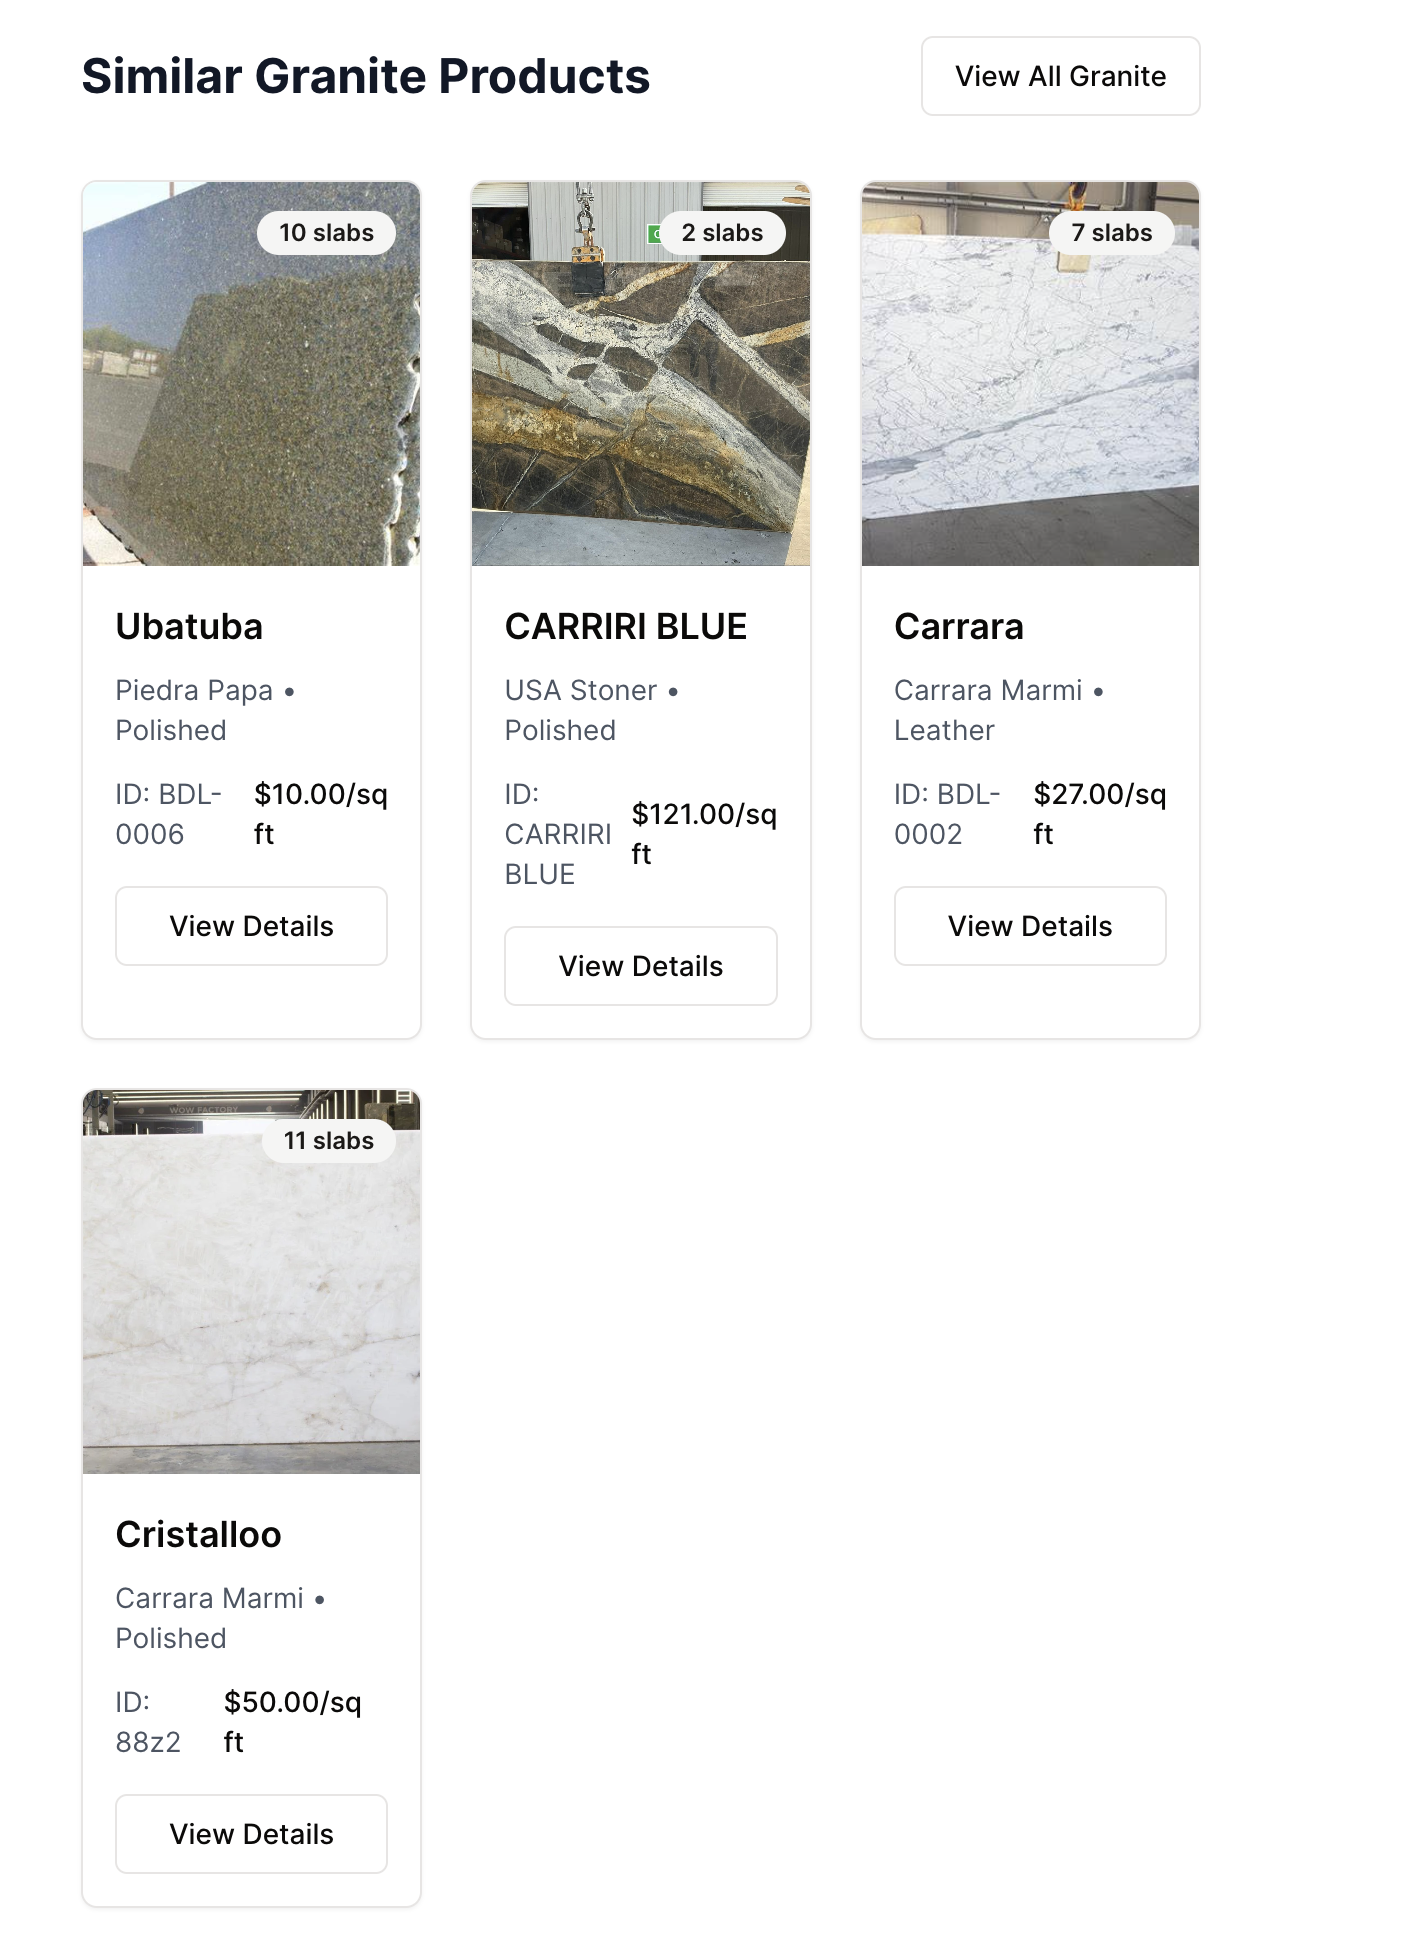 Similar Granite Products
View All Granite
10 slabs
2 slabs
7 slabs
Ubatuba
Piedra Papa •
Polished
ID: BDL-
0006
$10.00/sq
ft
View Details
CARRIRI BLUE
USA Stoner •
Polished
ID:
CARRIRI
BLUE
$121.00/sq
ft
View Details
Carrara
Carrara Marmi •
Leather
ID: BDL-
0002
$27.00/sq
ft
View Details
WOW FACTORY
11 slabs
Cristalloo
Carrara Marmi •
Polished
ID:
88z2
$50.00/sq
ft
View Details